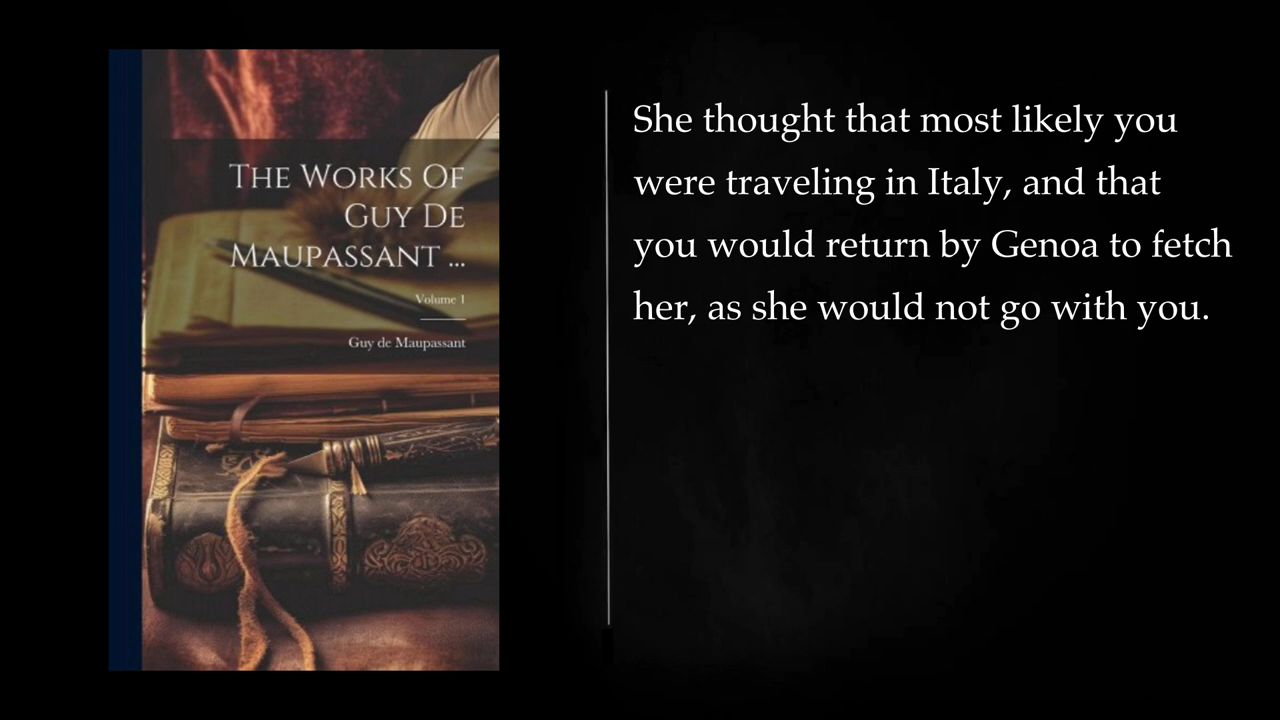 The Works Of
Guy De
Maupassant ...
Volume 1
Guy de Maupassant
She thought that most likely you
were traveling in Italy, and that
you would return by Genoa to fetch
her, as she would not go with you.